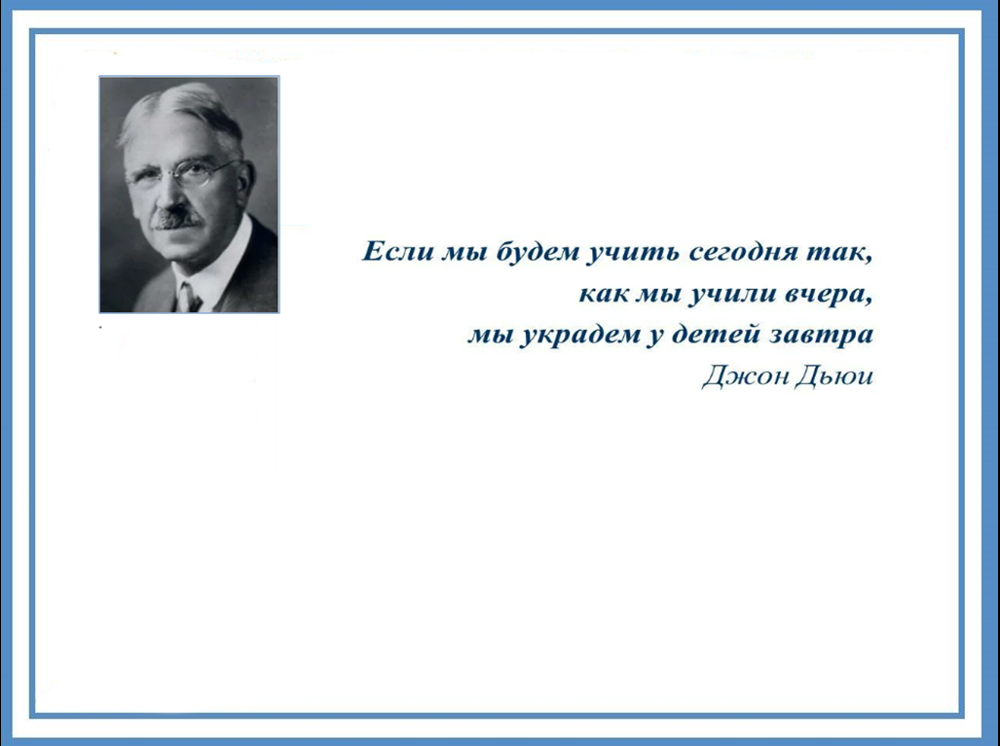 Если мы будем учить сегодня так,
как мы учили вчера,
мы украдем у детей завтра
Джон Дьюи